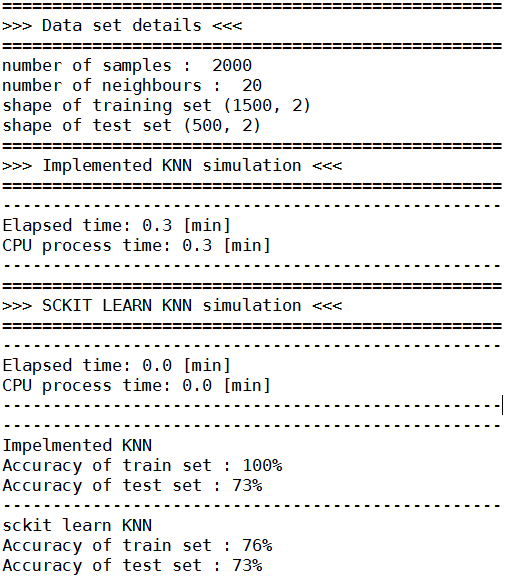 ==================================================
>>> Data set details <<<
==================================================
number of samples :  2000
number of neighbours :  20
shape of training set (1500, 2)
shape of test set (500, 2)
==================================================
>>> Implemented KNN simulation <<<
==================================================
--------------------------------------------------
Elapsed time: 0.3 [min]
CPU process time: 0.3 [min]
--------------------------------------------------
==================================================
>>> SCKIT LEARN KNN simulation <<<
==================================================
--------------------------------------------------
Elapsed time: 0.0 [min]
CPU process time: 0.0 [min]
--------------------------------------------------
--------------------------------------------------
Impelmented KNN
Accuracy of train set : 100%
Accuracy of test set : 73%
--------------------------------------------------
sckit learn KNN
Accuracy of train set : 76%
Accuracy of test set : 73%